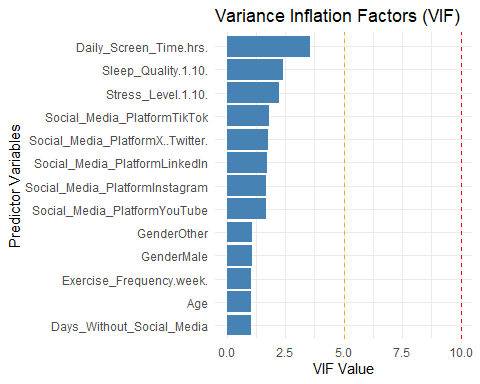 Variance Inflation Factors (VIF)
Predictor Variables
Daily_Screen_Time.hrs.
Sleep_Quality.1.10.
Stress_Level.1.10.
Social_Media_PlatformTikTok
Social_Media_PlatformX..Twitter.
Social_Media_PlatformLinkedIn
Social_Media_PlatformInstagram
Social_Media_PlatformYouTube
GenderOther
GenderMale
Exercise_Frequency.week.
Age
Days_Without_Social_Media
0.0 2.5 5.0 7.5 10.0
VIF Value